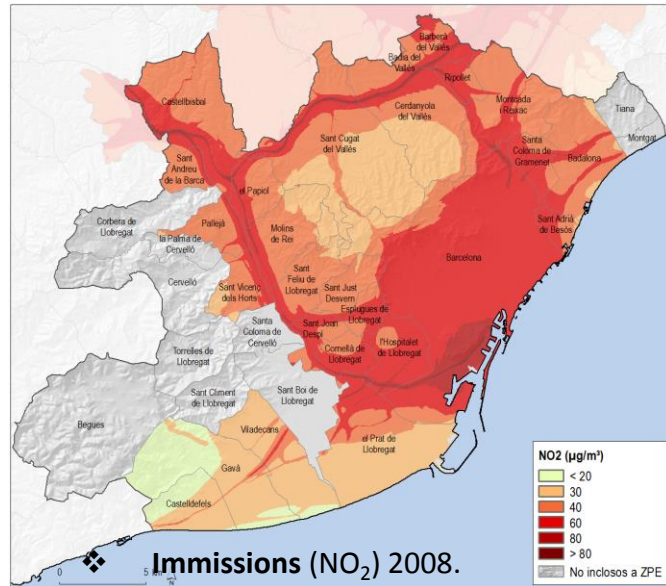 Barberà
del Vallès
Badia del
Vallès
Ripollet
Castellbisbal
Cerdanyola
del Vallès
Montcada
i Reixac
Tiana
Montgat
Sant Cugat
del Vallès
Santa
Coloma de
Gramenet
Badalona
Sant
Andreu
de la Barca
el Papiol
Corbera de
Llobregat
Pallejà
la Palma de
Cervelló
Molins
de Rei
Sant Adrià
de Besòs
Barcelona
Cervelló
Sant Vicenç
dels Horts
Sant
Feliu de
Llobregat
Sant Just
Desvern
Esplugues de
Llobregat
Santa
Coloma de
Cervelló
Sant Joan
Despí
Cornellà de
Llobregat
l'Hospitalet
de Llobregat
Torrelles de
Llobregat
Sant Climent
de Llobregat
Sant Boi de
Llobregat
Begues
Viladecans
el Prat de
Llobregat
Gavà
Castelldefels
NO2 (µg/m³)
< 20
30
40
60
80
> 80
No inclosos a ZPE
0 5 km
❖ Immissions (NO₂) 2008.